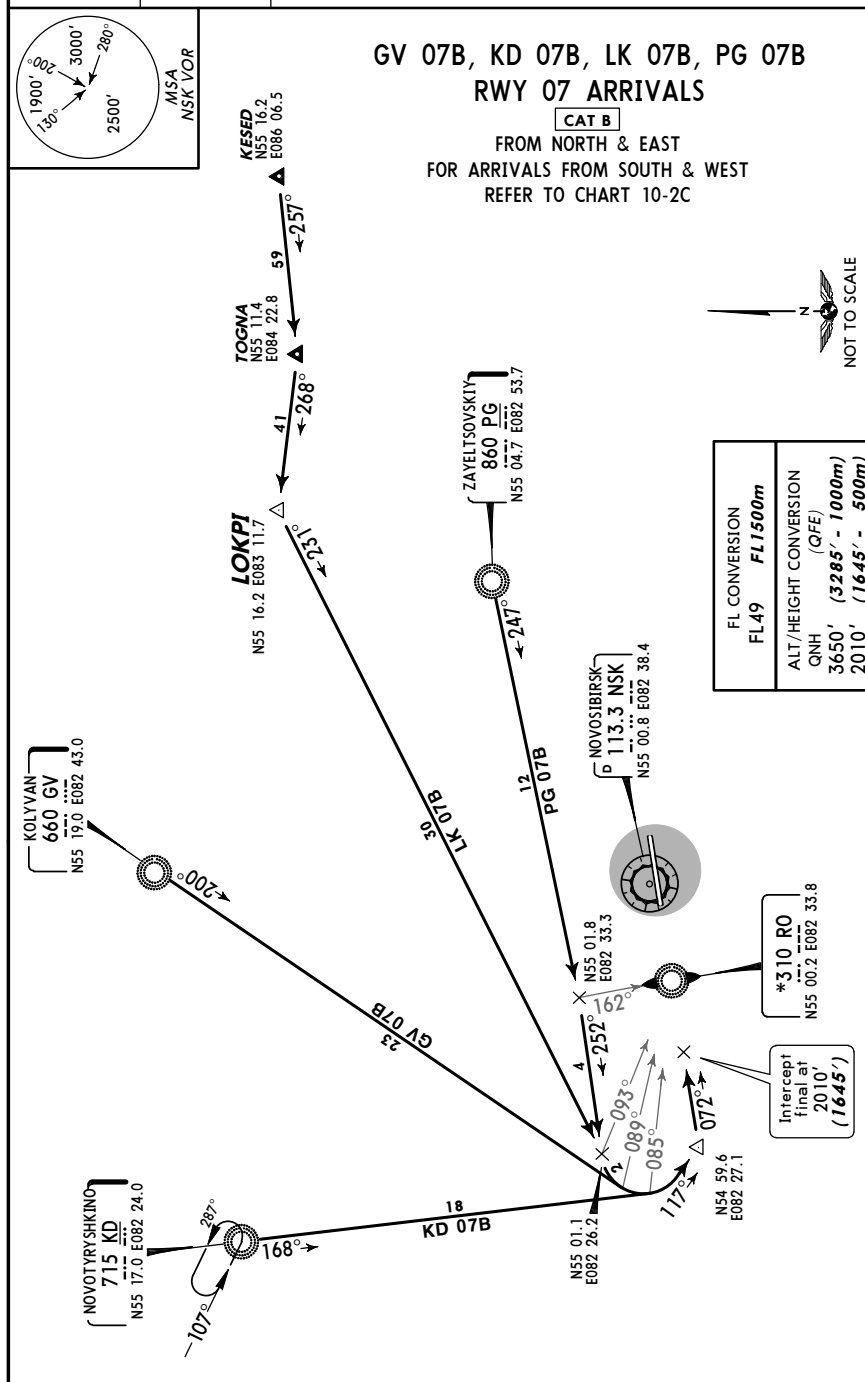 GV 07B, KD 07B, LK 07B, PG 07B
RWY 07 ARRIVALS
CAT B
FROM NORTH & EAST
FOR ARRIVALS FROM SOUTH & WEST
REFER TO CHART 10-2C
MSA
NSK VOR
3000'
1900'
2500'
280°
200°
130°
KESED
N55 16.2
E086 06.5
257°
59
TOGNA
N55 11.4
E084 22.8
268°
41
LOKPI
N55 16.2 E083 11.7
231°
30
LK 07B
N
NOT TO SCALE
ZAYELTSOVSKIY
860 PG
N55 04.7 E082 53.7
247°
12
PG 07B
KOLYVAN
660 GV
N55 19.0 E082 43.0
200°
23
GV 07B
NOVOSIBIRSK
D 113.3 NSK
N55 00.8 E082 38.4
N55 01.8
E082 33.3
162°
*310 RO
N55 00.2 E082 33.8
252°
4
093°
089°
085°
2
N55 01.1
E082 26.2
117°
072°
N54 59.6
E082 27.1
Intercept
final at
2010'
(1645')
NOVOTYRYSHKINO
715 KD
N55 17.0 E082 24.0
287°
107°
168°
18
KD 07B
FL CONVERSION
FL49 FL1500m
ALT/HEIGHT CONVERSION
QNH (QFE)
3650' (3285' - 1000m)
2010' (1645' - 500m)